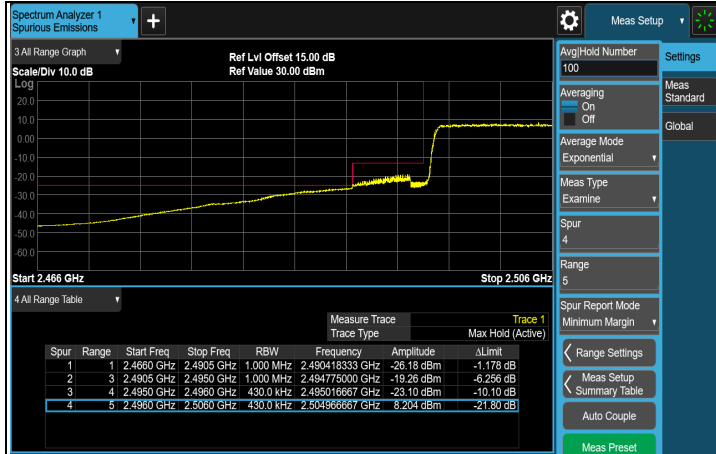 Spectrum Analyzer 1
Spurious Emissions
Meas Setup
3 All Range Graph
Ref Lvl Offset 15.00 dB
Scale/Div 10.0 dB
Ref Value 30.00 dBm
Log
20.0
10.0
0.00
-10.0
-20.0
-30.0
-40.0
-50.0
-60.0
Start 2.466 GHz
Stop 2.506 GHz
4 All Range Table
Measure Trace Trace 1
Trace Type Max Hold (Active)
Spur Range Start Freq Stop Freq RBW Frequency Amplitude ΔLimit
1 1 2.4660 GHz 2.4905 GHz 1.000 MHz 2.490418333 GHz -26.18 dBm -1.178 dB
2 3 2.4905 GHz 2.4950 GHz 1.000 MHz 2.494775000 GHz -19.26 dBm -6.256 dB
3 4 2.4950 GHz 2.4960 GHz 430.0 kHz 2.495016667 GHz -23.10 dBm -10.10 dB
4 5 2.4960 GHz 2.5060 GHz 430.0 kHz 2.504966667 GHz 8.204 dBm -21.80 dB
Avg|Hold Number
100
Averaging
On
Off
Average Mode
Exponential
Meas Type
Examine
Spur
4
Range
5
Spur Report Mode
Minimum Margin
Range Settings
Meas Setup
Summary Table
Auto Couple
Meas Preset
Settings
Meas
Standard
Global